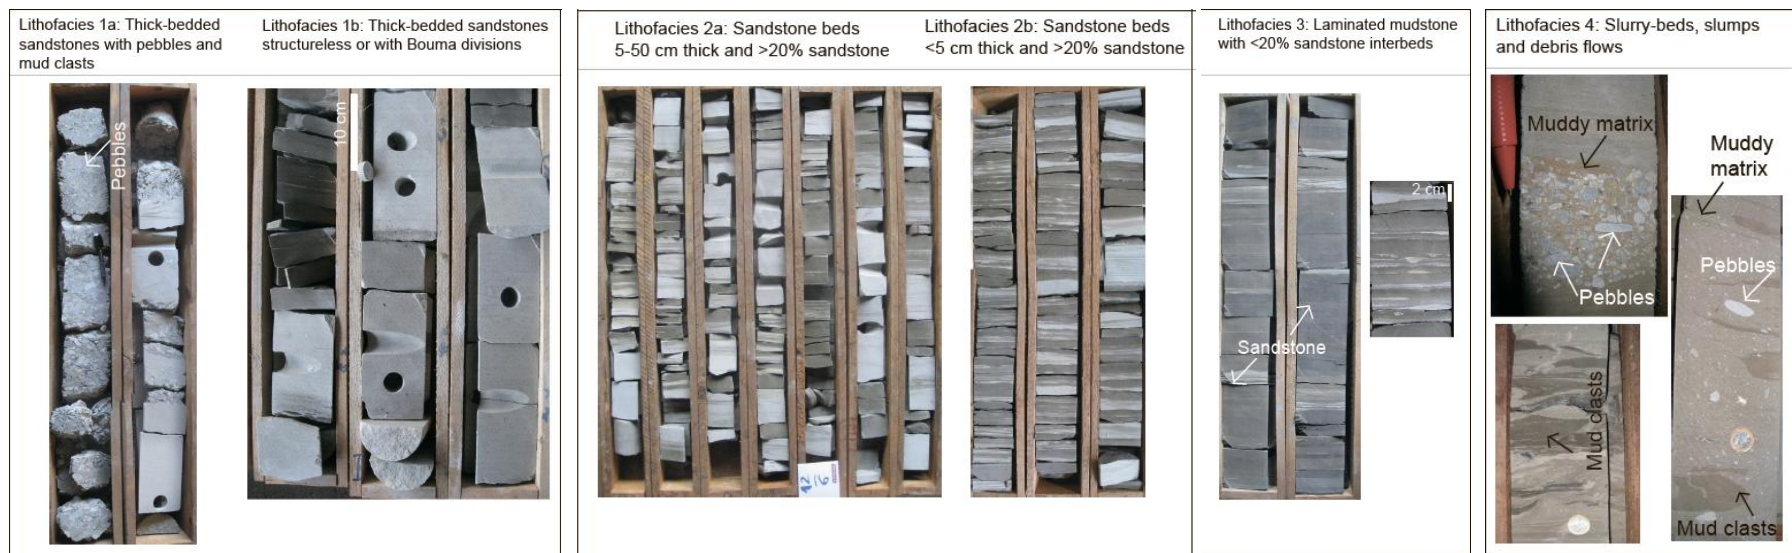 Lithofacies 1a: Thick-bedded
sandstones with pebbles and
mud clasts
Pebbles
Lithofacies 1b: Thick-bedded sandstones
structureless or with Bouma divisions
10 cm
Lithofacies 2a: Sandstone beds
5-50 cm thick and >20% sandstone
12
6
Lithofacies 2b: Sandstone beds
<5 cm thick and >20% sandstone
Lithofacies 3: Laminated mudstone
with <20% sandstone interbeds
2 cm
Sandstone
Lithofacies 4: Slurry-beds, slumps
and debris flows
Muddy matrix
Pebbles
Muddy
matrix
Pebbles
Mud clasts
Mud clasts